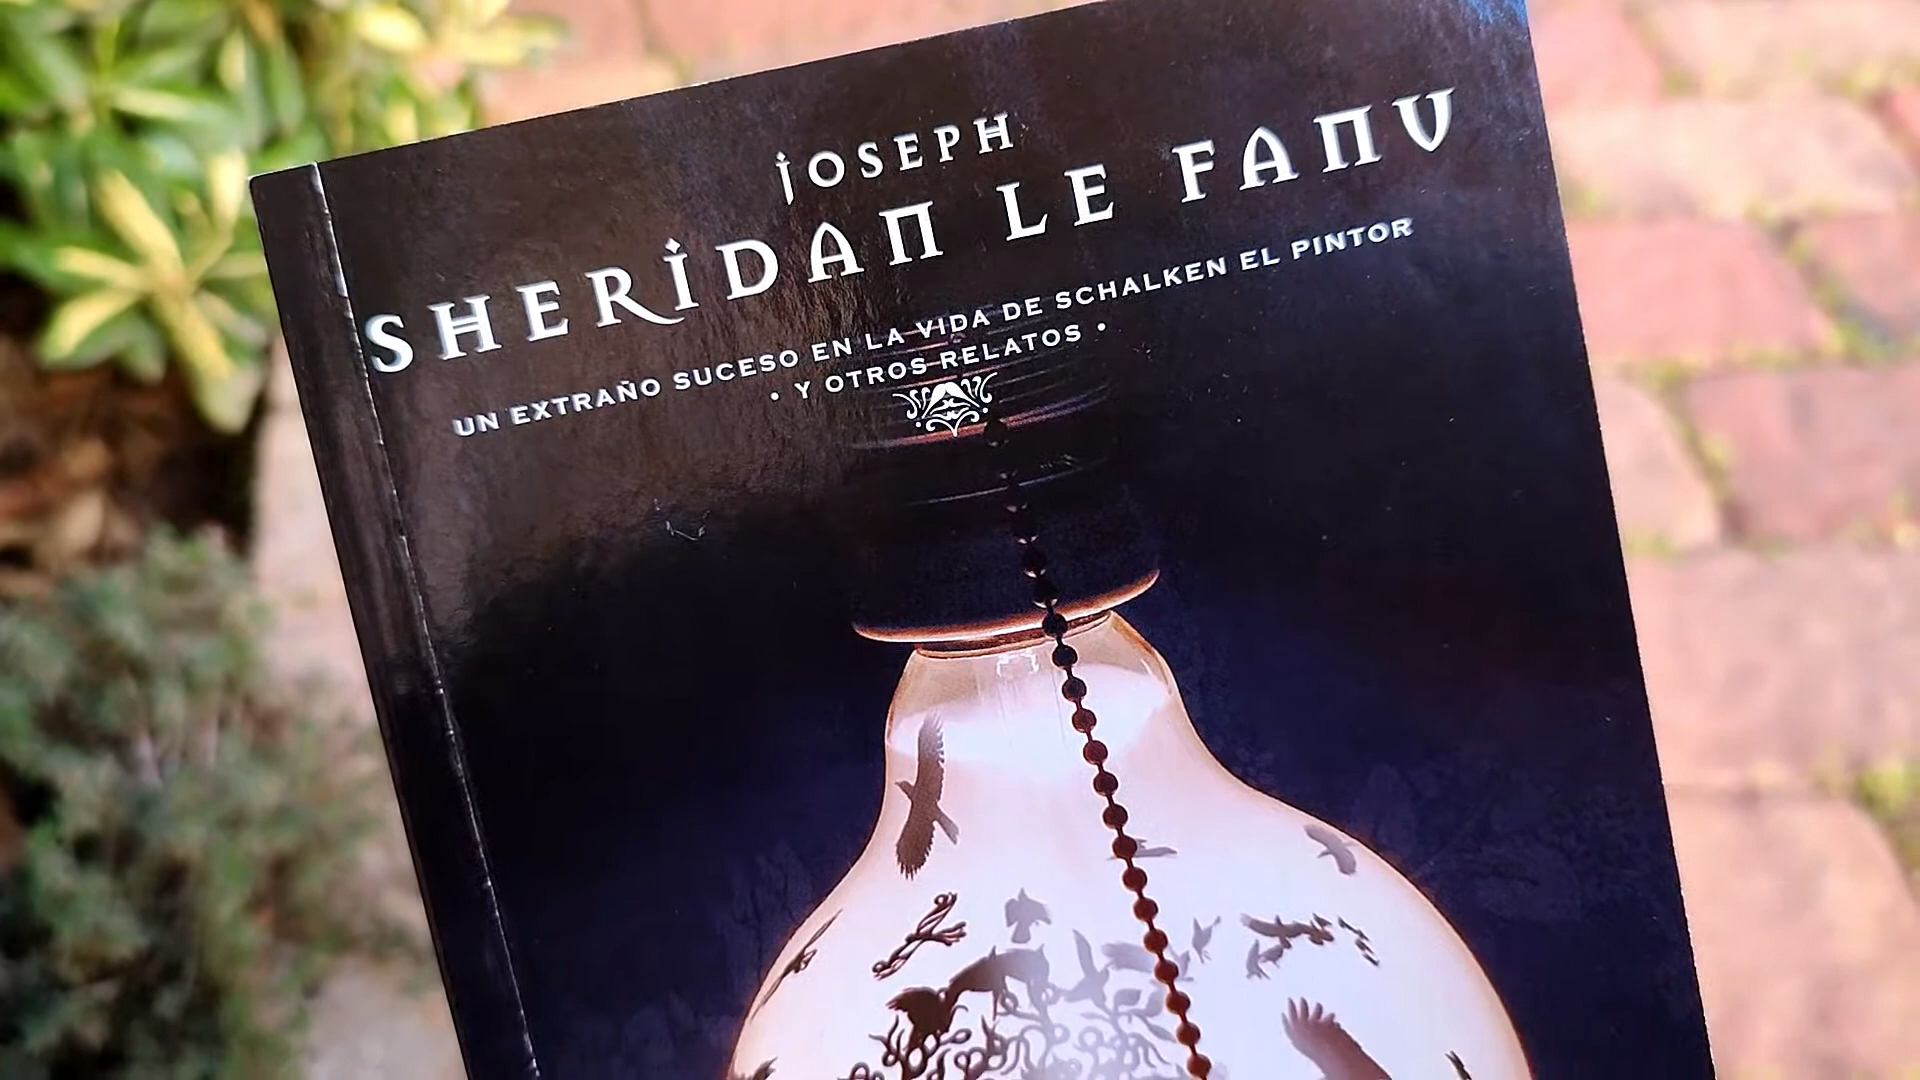 JOSEPH
SHERIDAN LE FANU
UN EXTRAÑO SUCESO EN LA VIDA DE SCHALKEN EL PINTOR
• Y OTROS RELATOS •